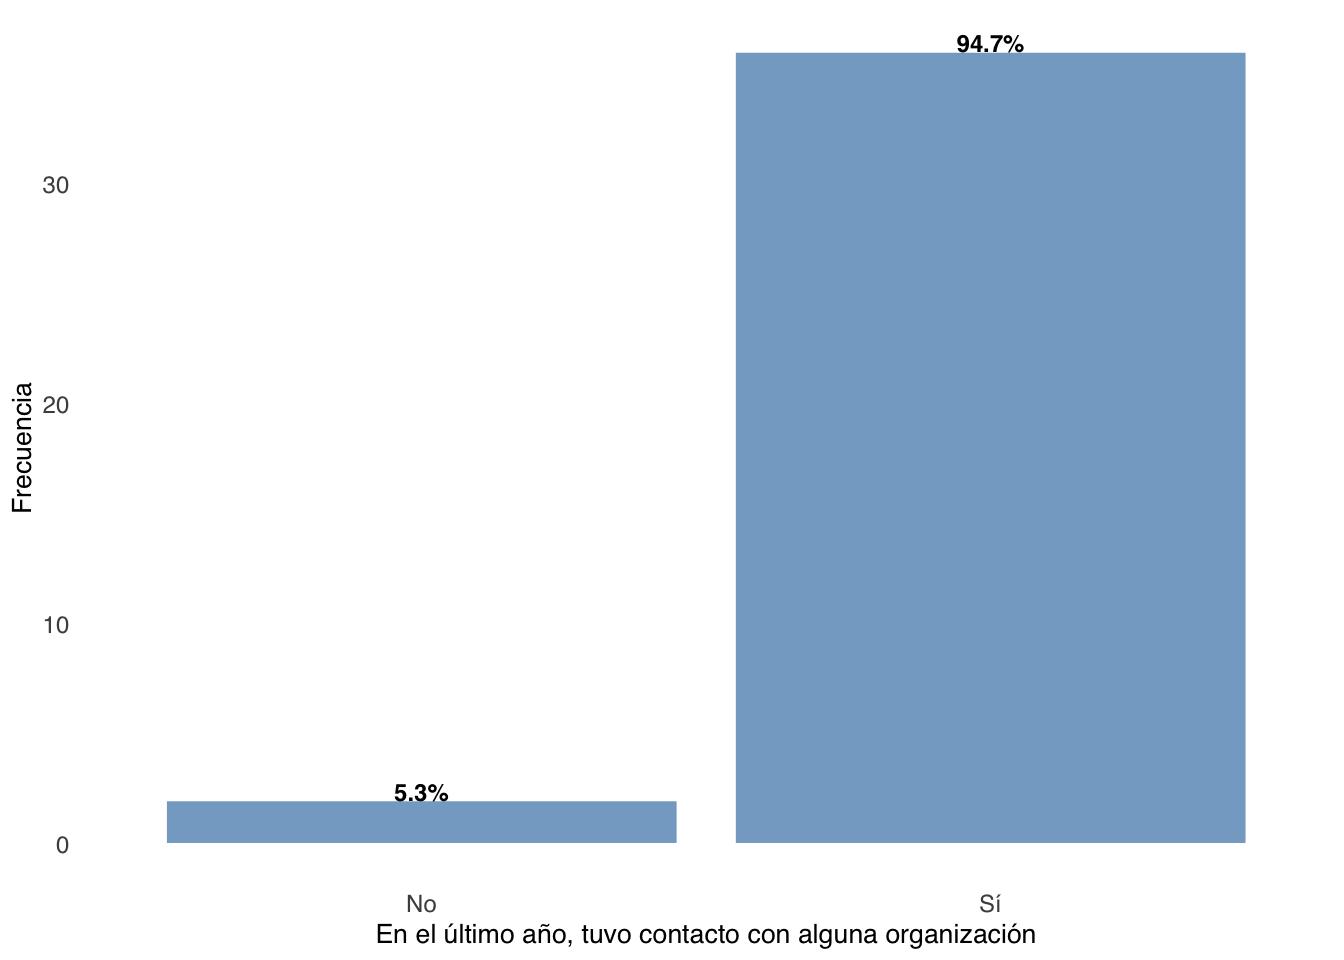 94.7%
30
20
Frecuencia
10
5.3%
0
No
Sí
En el último año, tuvo contacto con alguna organización